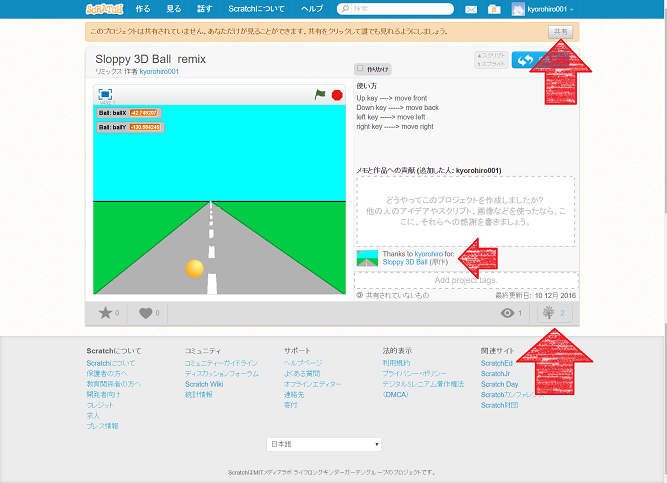 SCRATCH 作る 見る 話す Scratchについて ヘルプ 検索 kyorohiro001
このプロジェクトは共有されていません。あなただけが見ることができます。共有をクリックして誰でも見れるようにしましょう。 共有
Sloppy 3D Ball remix
リミックス 作者 kyorohiro001
作りかけ
4 スクリプト
1 スプライト
Ball: ballX
Ball: ballY
使い方
Up key -----> move front
Down key -----> move back
left key -----> move left
right key -----> move right
メモと作品への貢献 (追加した人: kyorohiro001)
どうやってこのプロジェクトを作成しましたか?
他の人のアイデアやスクリプト、画像などを使ったなら、こ
こに、それらへの感謝を書きましょう。
Thanks to kyorohiro for:
Sloppy 3D Ball (原作)
Add project tags.
共有されていないもの 最終更新日: 10 12月 2016
0 0 1 2
Scratchについて
Scratchについて
保護者の方へ
教育関係者の方へ
開発者向け
クレジット
求人
プレス情報
コミュニティ
コミュニティーガイドライン
ディスカッションフォーラム
Scratch Wiki
統計情報
サポート
ヘルプページ
よくある質問
オフラインエディター
連絡先
寄付
法的表示
利用規約
プライバシー・ポリシー
デジタルミレニアム著作権法
(DMCA)
関連サイト
ScratchEd
ScratchJr
Scratch Day
Scratchカンファレン
Scratch財団
日本語
ScratchはMITメディアラボ ライフロングキンダーガーテングループのプロジェクトです。